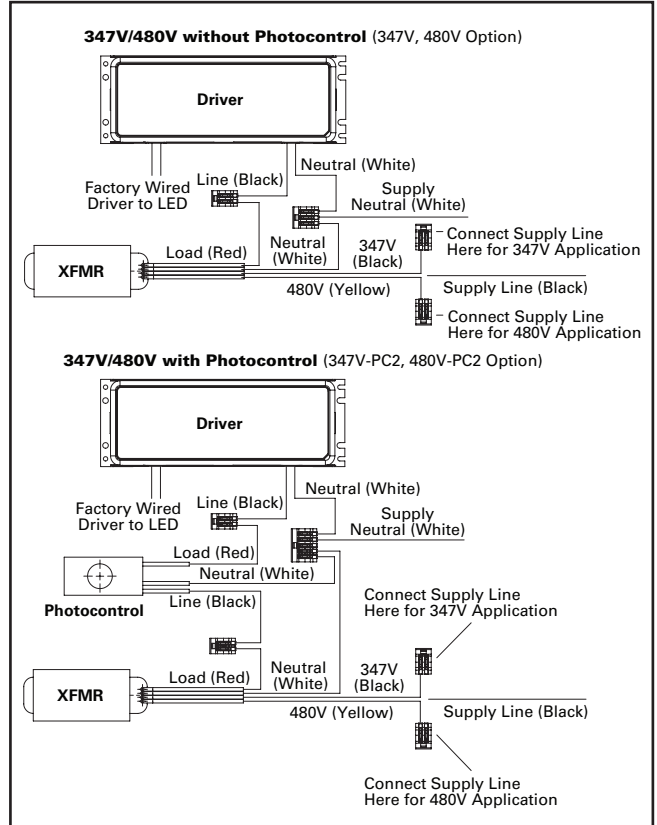 347V/480V without Photocontrol (347V, 480V Option)
Driver
Neutral (White)
Factory Wired
Driver to LED
Line (Black)
Supply
Neutral (White)
Connect Supply Line
Here for 347V Application
Load (Red)
Neutral
(White)
347V
(Black)
XFMR
480V (Yellow)
Supply Line (Black)
Connect Supply Line
Here for 480V Application
347V/480V with Photocontrol (347V-PC2, 480V-PC2 Option)
Driver
Neutral (White)
Factory Wired
Driver to LED
Line (Black)
Supply
Neutral (White)
Load (Red)
Neutral (White)
Photocontrol
Line (Black)
Connect Supply Line
Here for 347V Application
Load (Red)
Neutral
(White)
347V
(Black)
XFMR
480V (Yellow)
Supply Line (Black)
Connect Supply Line
Here for 480V Application